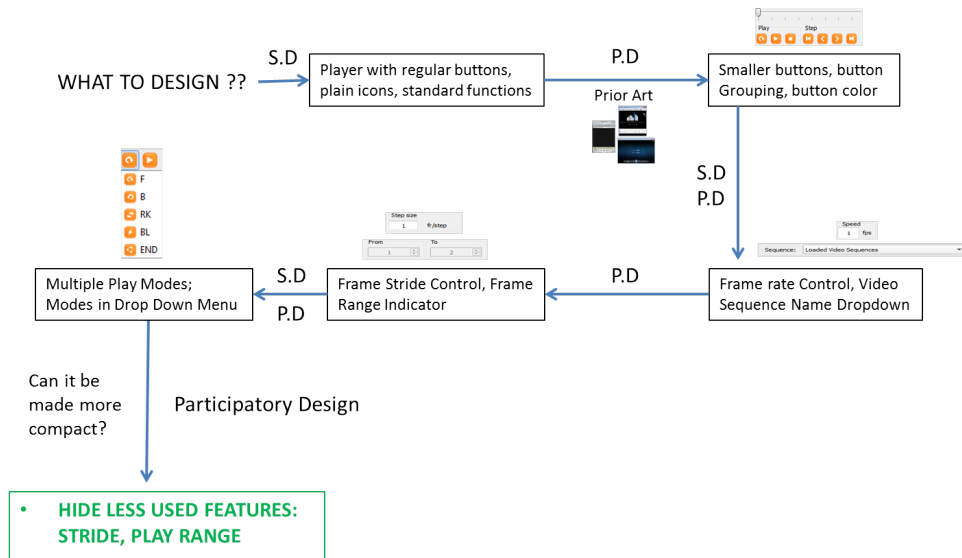 WHAT TO DESIGN ??
S.D
Player with regular buttons,
plain icons, standard functions
P.D
Prior Art
Play Step
Smaller buttons, button
Grouping, button color
S.D
P.D
Speed
1 fps
Sequence: Loaded Video Sequences
Frame rate Control, Video
Sequence Name Dropdown
P.D
Step size
1 fr/step
From To
1 2
Frame Stride Control, Frame
Range Indicator
S.D
P.D
F
B
RK
BL
END
Multiple Play Modes;
Modes in Drop Down Menu
Can it be
made more
compact?
Participatory Design
• HIDE LESS USED FEATURES:
STRIDE, PLAY RANGE